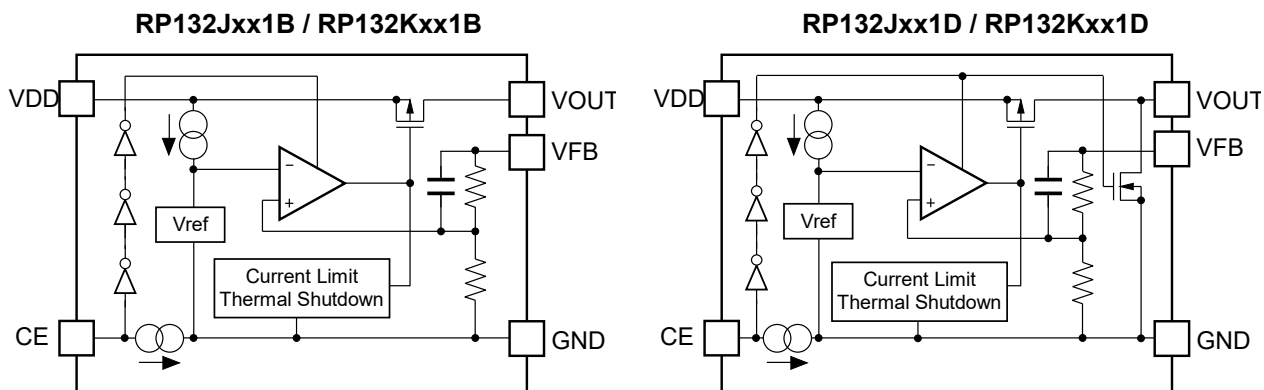 RP132Jxx1B / RP132Kxx1B
VDD
VOUT
VFB
−
+
Vref
Current Limit
Thermal Shutdown
CE
GND
RP132Jxx1D / RP132Kxx1D
VDD
VOUT
VFB
−
+
Vref
Current Limit
Thermal Shutdown
CE
GND